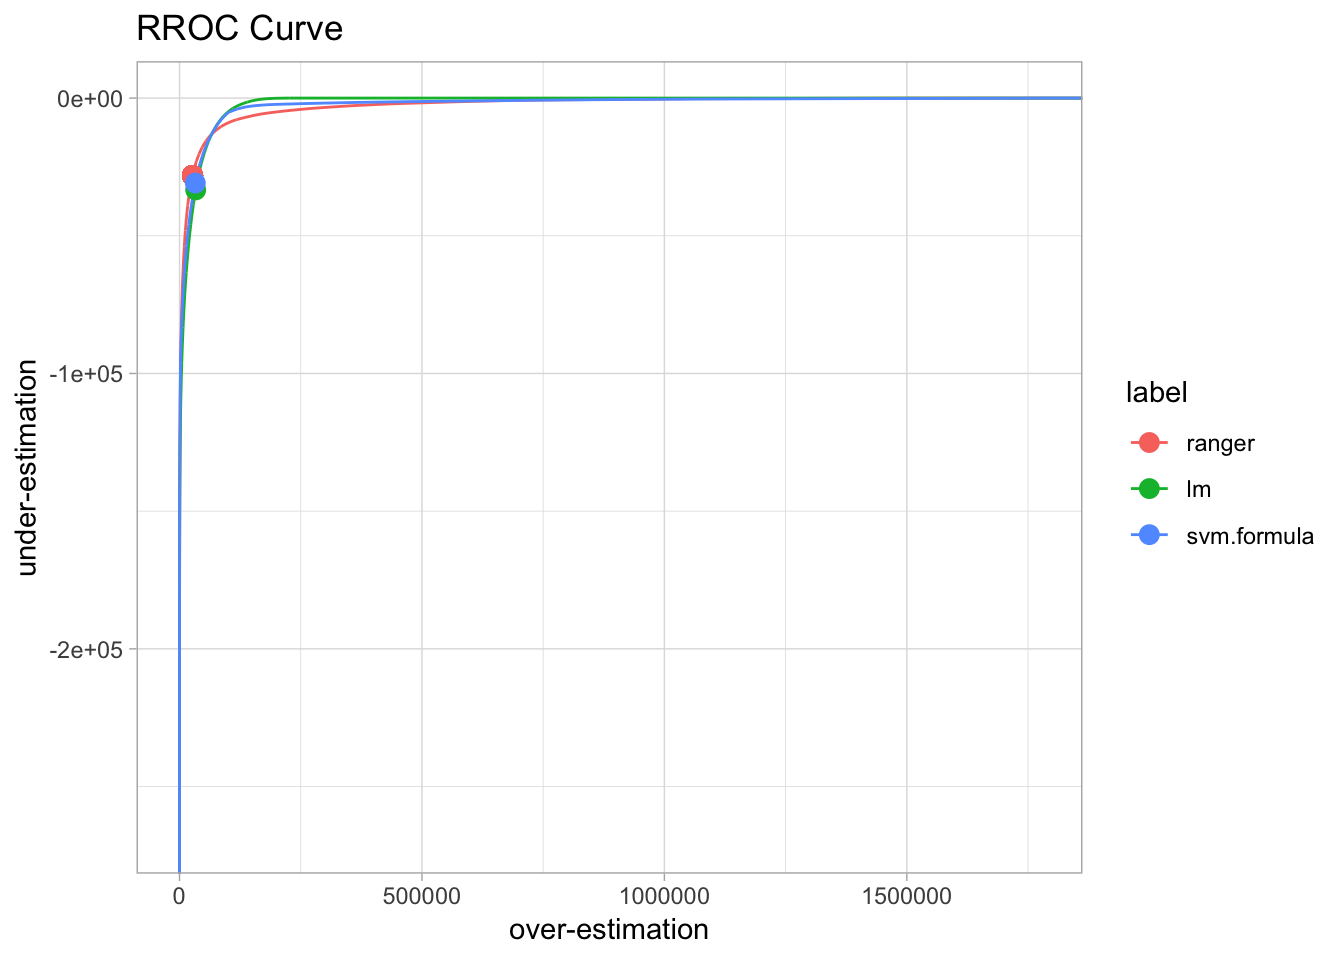 RROC Curve
0e+00
-1e+05
-2e+05
under-estimation
0
500000
1000000
1500000
over-estimation
label
ranger
lm
svm.formula